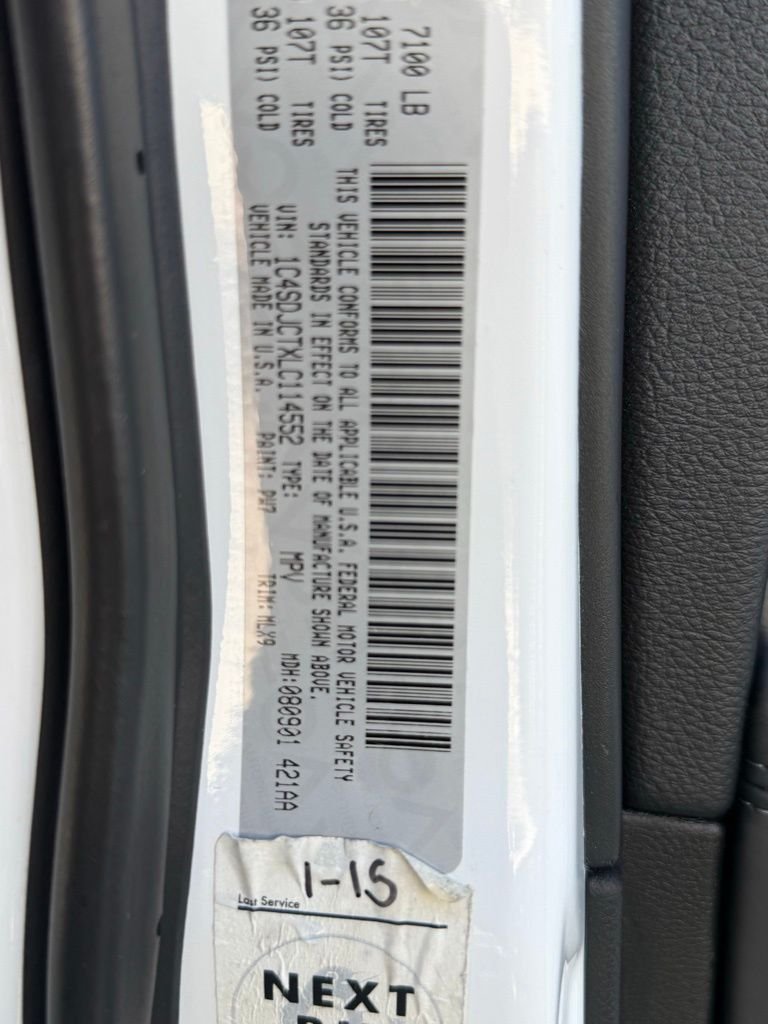 7100 LB
107T TIRES
36 PSI) COLD
107T TIRES
36 PSI) COLD
THIS VEHICLE CONFORMS TO ALL APPLICABLE U.S.A. FEDERAL MOTOR VEHICLE SAFETY
STANDARDS IN EFFECT ON THE DATE OF MANUFACTURE SHOWN ABOVE.
VIN: 1C4SDJCTXLC114552 TYPE: MPV MDH:080901 421AA
VEHICLE MADE IN U.S.A. PAINT: PW7 TRIM: MLX9
1-15
Last Service
NEXT